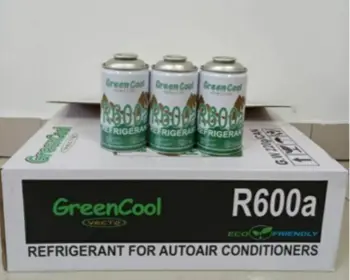 GreenCool
R600a
REFRIGERANT
GreenCool
R600a
REFRIGERANT
GreenCool
R600a
REFRIGERANT
GreenCool
R600a
ECO FRIENDLY
REFRIGERANT FOR AUTOAIR CONDITIONERS